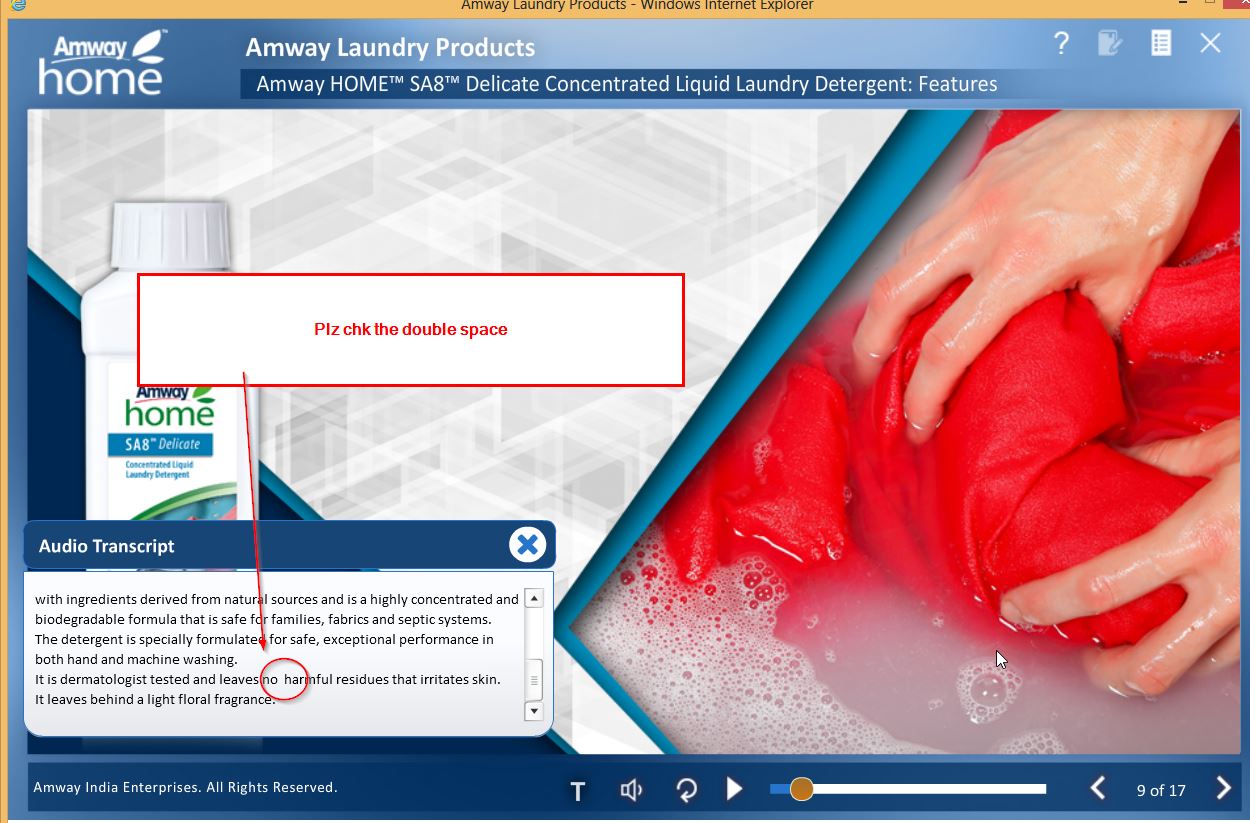 Amway Laundry Products - Windows Internet Explorer
Amway™
home
Amway Laundry Products
?
Amway HOME™ SA8™ Delicate Concentrated Liquid Laundry Detergent: Features
Plz chk the double space
Amway
home
SA8™ Delicate
Concentrated Liquid
Laundry Detergent
Audio Transcript
with ingredients derived from natural sources and is a highly concentrated and
biodegradable formula that is safe for families, fabrics and septic systems.
The detergent is specially formulated for safe, exceptional performance in
both hand and machine washing.
It is dermatologist tested and leaves no  harmful residues that irritates skin.
It leaves behind a light floral fragrance.
Amway India Enterprises. All Rights Reserved.
T
9 of 17